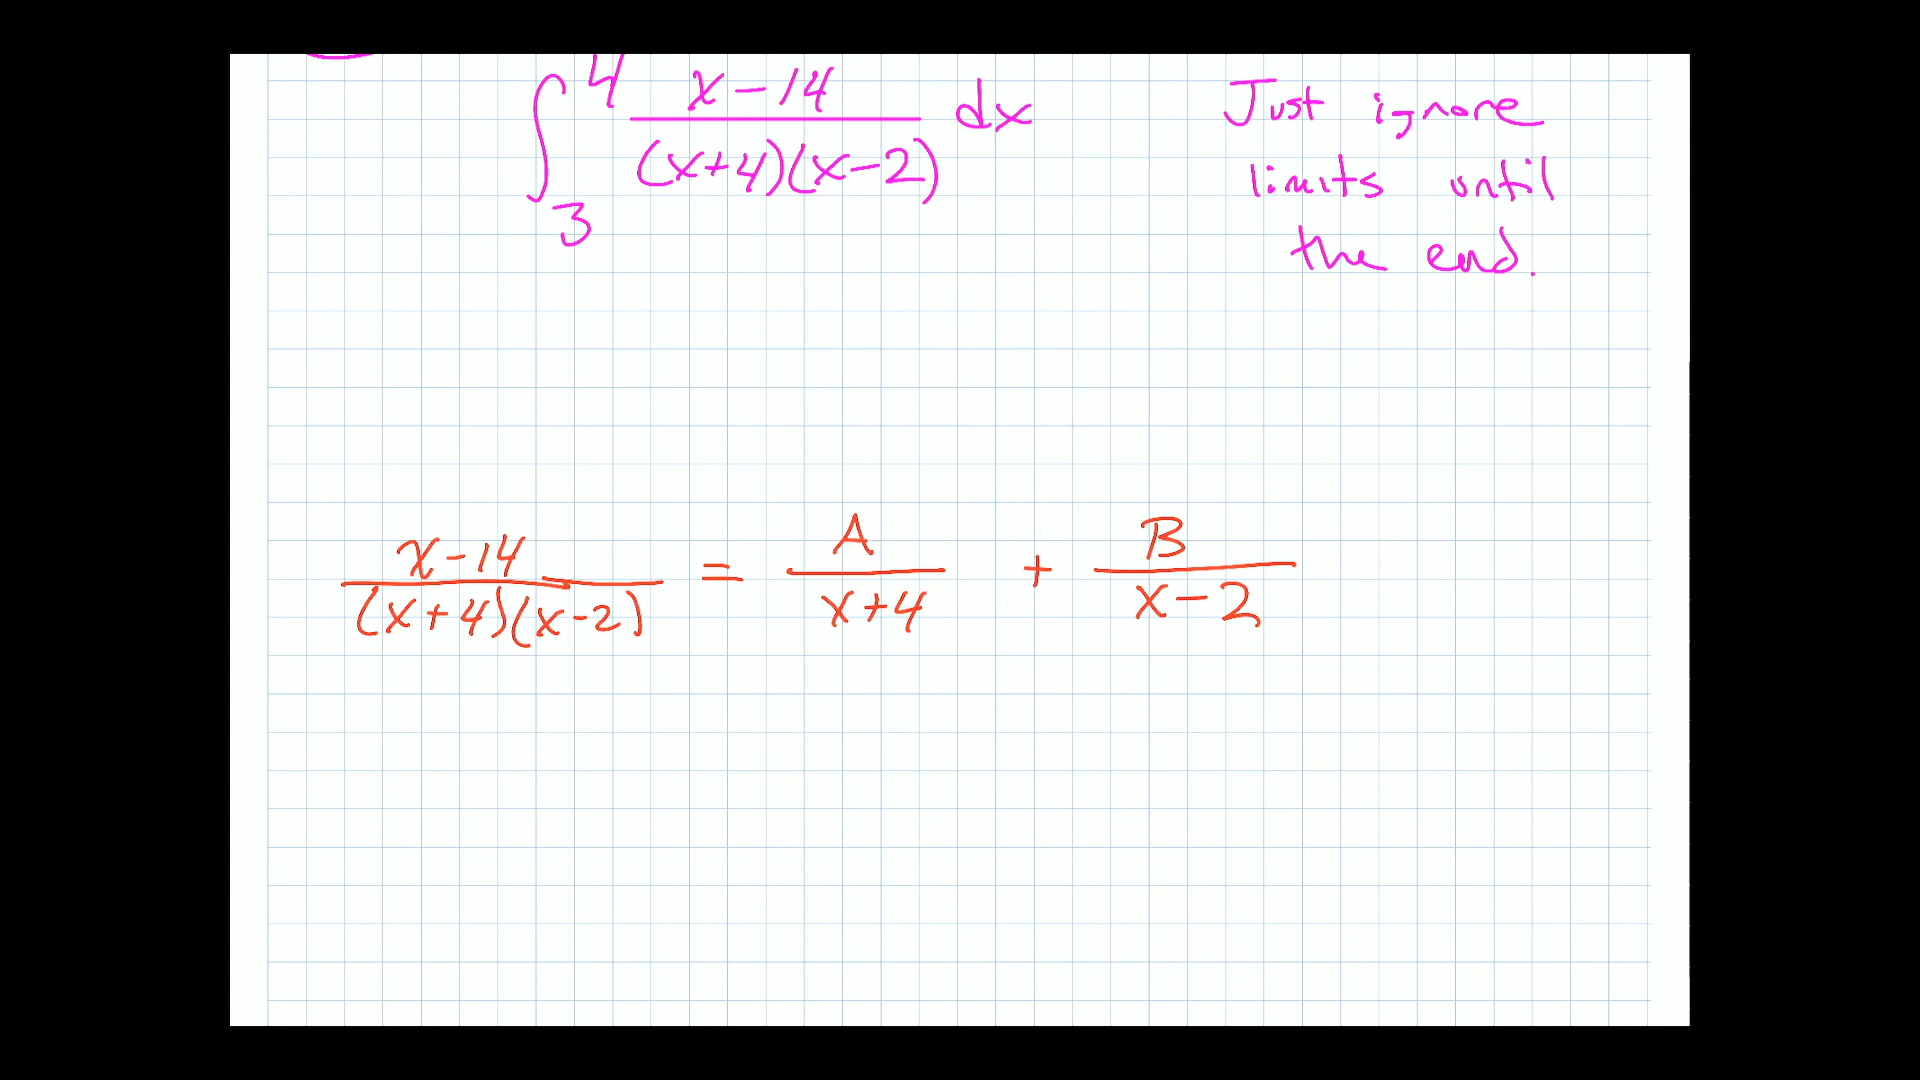 ∫₃⁴ (x-14)/((x+4)(x-2)) dx
Just ignore
limits until
the end.
(x-14)/((x+4)(x-2)) = A/(x+4) + B/(x-2)